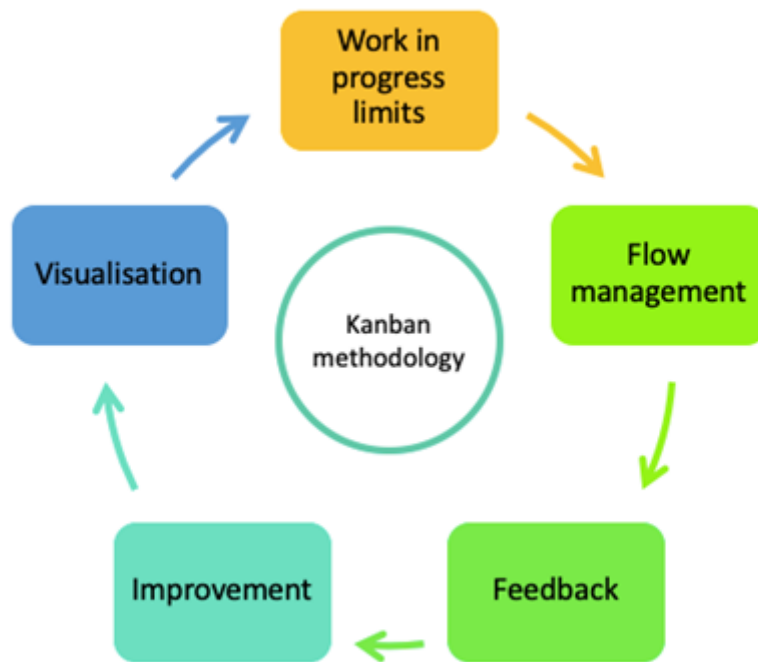 Work in
progress
limits
Visualisation
Flow
management
Kanban
methodology
Improvement
Feedback